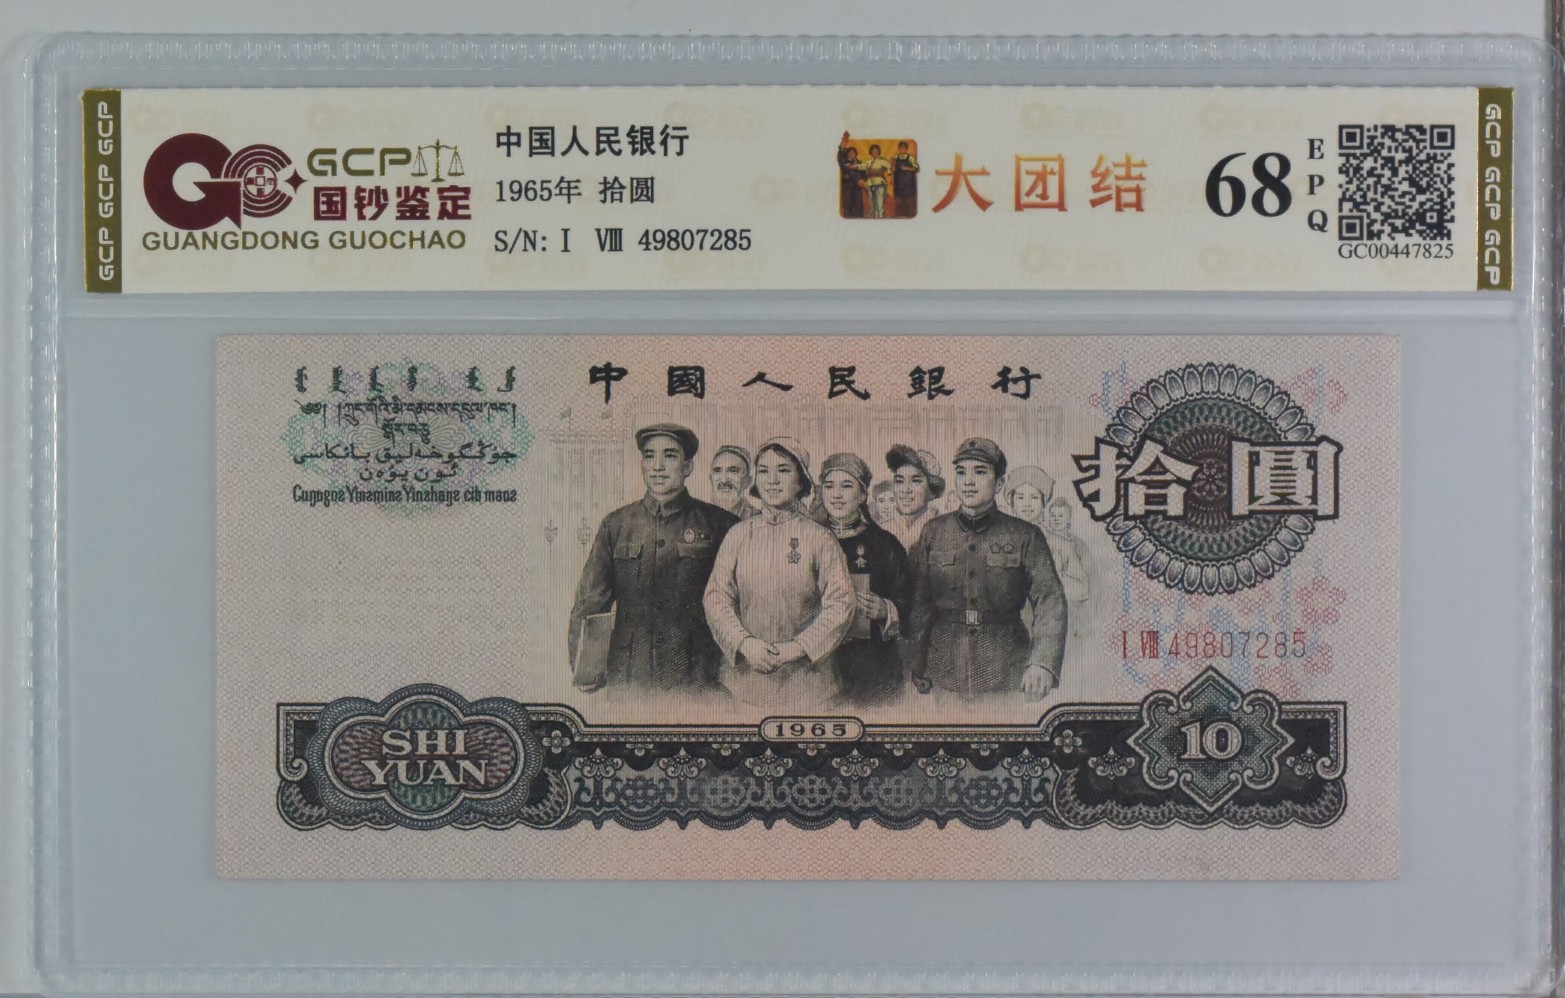 GCP GCP GCP
GCP
国钞鉴定
GUANGDONG GUOCHAO
中国人民银行
1965年 拾圆
S/N: I VIII 49807285
大团结
68
EPQ
GC00447825
GCP GCP GCP
中國人民銀行
拾圓
Cuŋƨgoƨ Yinƨminƨ Yinƨhaŋƨ cib manƨ
I VIII 49807285
1965
SHI
YUAN
10